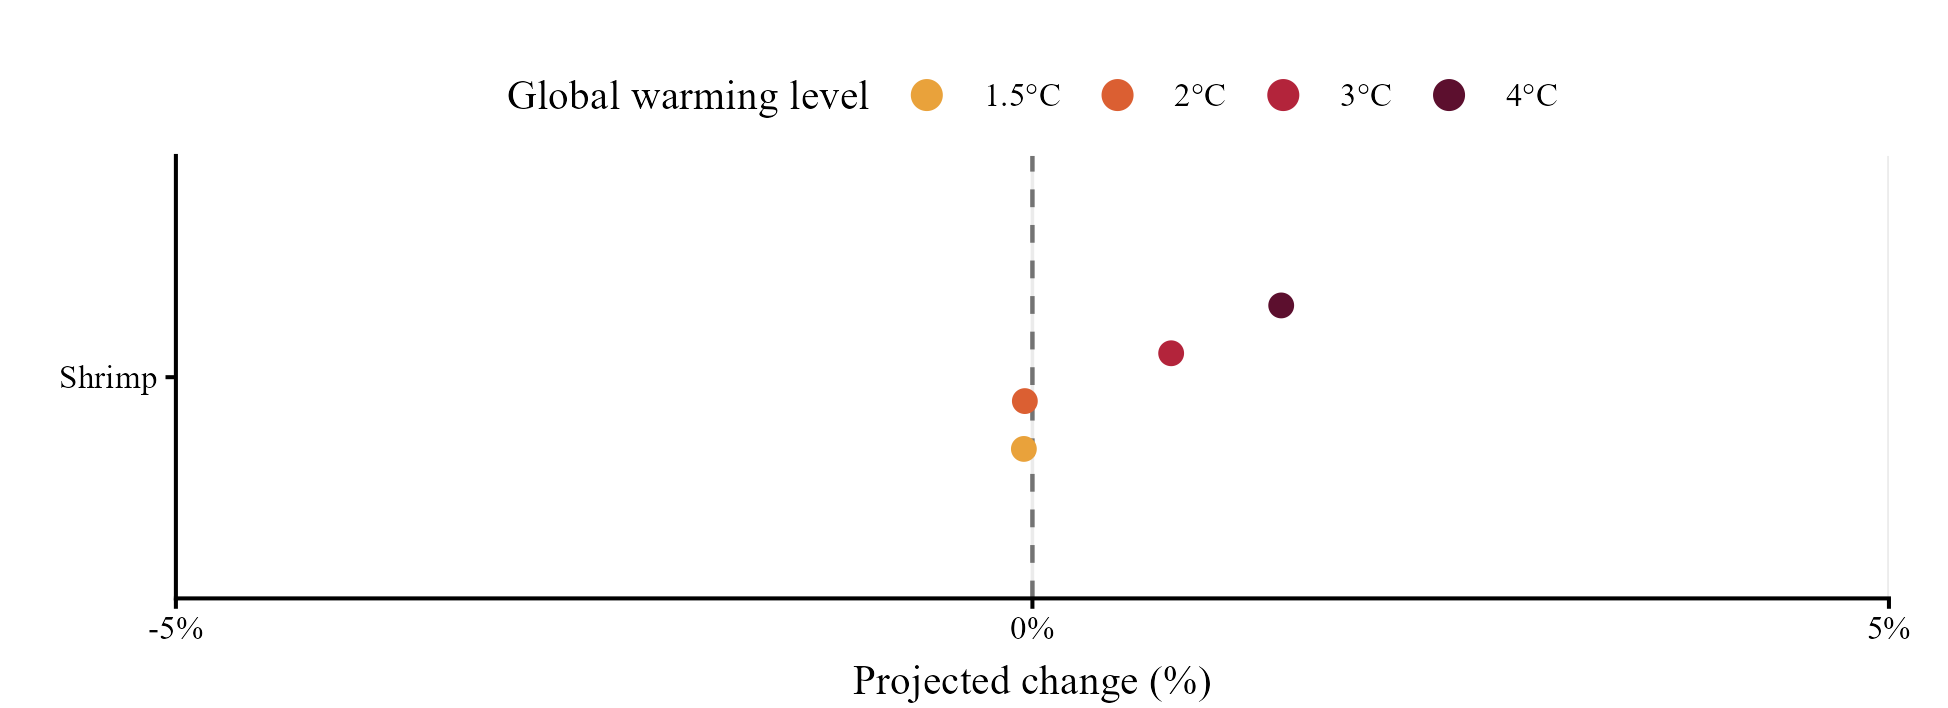 Global warming level 1.5°C 2°C 3°C 4°C
Shrimp
-5% 0% 5%
Projected change (%)